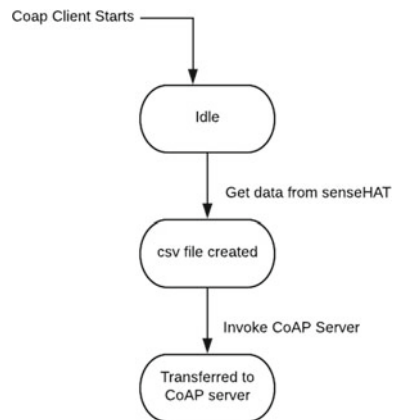 Coap Client Starts
Idle
Get data from senseHAT
csv file created
Invoke CoAP Server
Transferred to
CoAP server